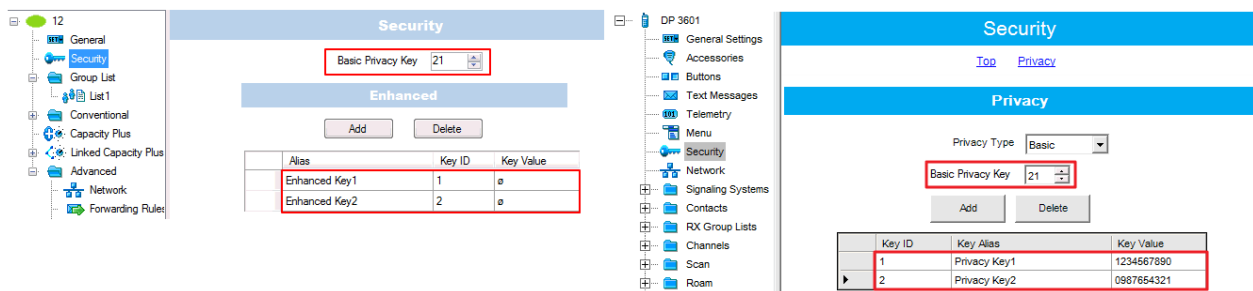 12
General
Security
Group List
List1
Conventional
Capacity Plus
Linked Capacity Plus
Advanced
Network
Forwarding Rules
Security
Basic Privacy Key 21
Enhanced
Add Delete
Alias Key ID Key Value
Enhanced Key1 1 ø
Enhanced Key2 2 ø
DP 3601
General Settings
Accessories
Buttons
Text Messages
Telemetry
Menu
Security
Network
Signaling Systems
Contacts
RX Group Lists
Channels
Scan
Roam
Security
Top Privacy
Privacy
Privacy Type Basic
Basic Privacy Key 21
Add Delete
Key ID Key Alias Key Value
1 Privacy Key1 1234567890
2 Privacy Key2 0987654321